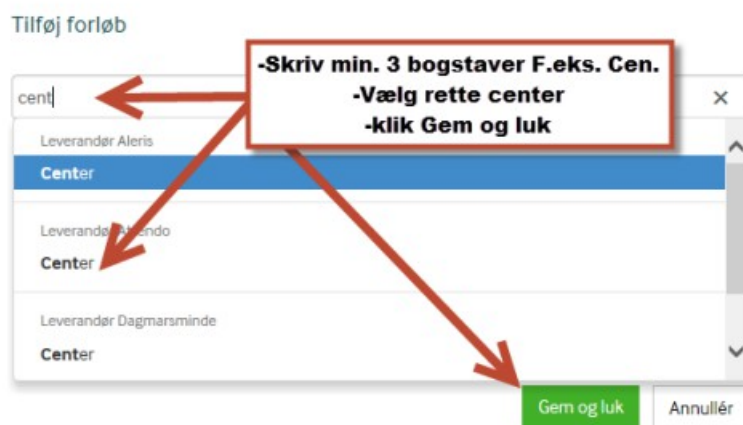 Tilføj forløb
-Skriv min. 3 bogstaver F.eks. Cen.
-Vælg rette center
-klik Gem og luk
cent
Leverandør Aleris
Center
Leverandør
Center
Leverandør Dagmarsminde
Center
Gem og luk
Annullér